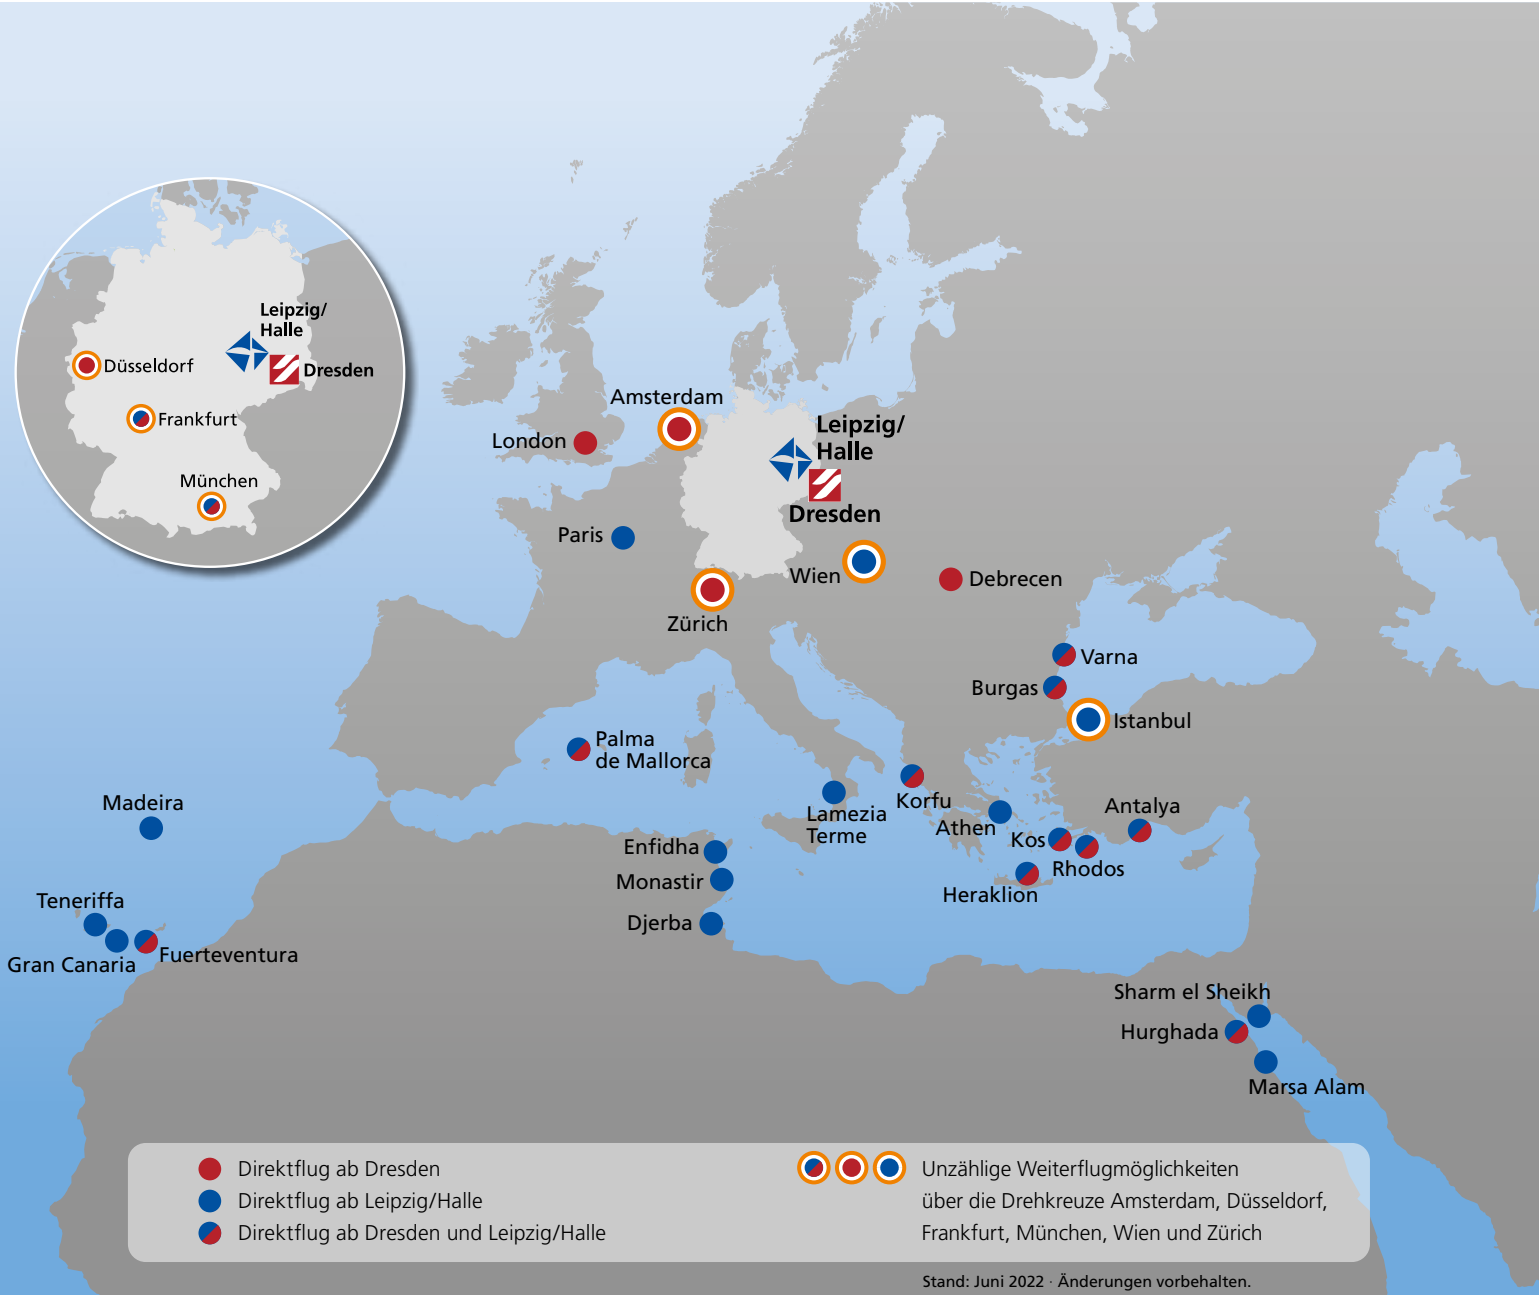 Leipzig/
Halle
Düsseldorf
Dresden
Frankfurt
München
Amsterdam
London
Leipzig/
Halle
Dresden
Paris
Wien
Debrecen
Zürich
Varna
Burgas
Istanbul
Palma
de Mallorca
Madeira
Korfu
Antalya
Lamezia
Terme
Athen
Kos
Enfidha
Rhodos
Monastir
Heraklion
Teneriffa
Djerba
Gran Canaria
Fuerteventura
Sharm el Sheikh
Hurghada
Marsa Alam
Direktflug ab Dresden
Direktflug ab Leipzig/Halle
Direktflug ab Dresden und Leipzig/Halle
Unzählige Weiterflugmöglichkeiten
über die Drehkreuze Amsterdam, Düsseldorf,
Frankfurt, München, Wien und Zürich
Stand: Juni 2022 · Änderungen vorbehalten.